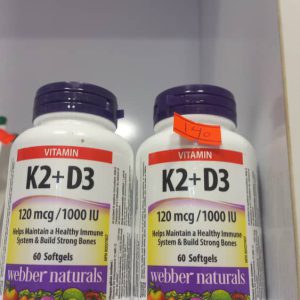 VITAMIN
K2+D3
120 mcg/1000 IU
Helps Maintain a Healthy Immune
System & Build Strong Bones
60 Softgels
webber naturals
140
VITAMIN
K2+D3
120 mcg/1000 IU
Helps Maintain a Healthy Immune
System & Build Strong Bones
60 Softgels
webber naturals